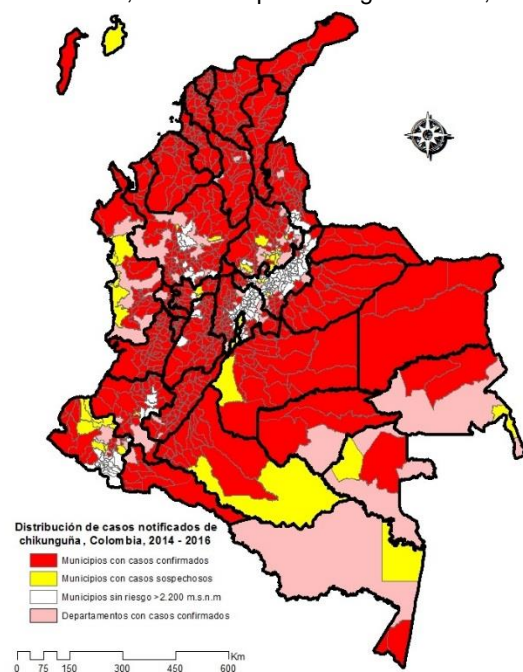 Distribución de casos notificados de
chikunguña, Colombia, 2014 - 2016
Municipios con casos confirmados
Municipios con casos sospechosos
Municipios sin riesgo >2.200 m.s.n.m
Departamentos con casos confirmados
Km
0 75 150 300 450 600